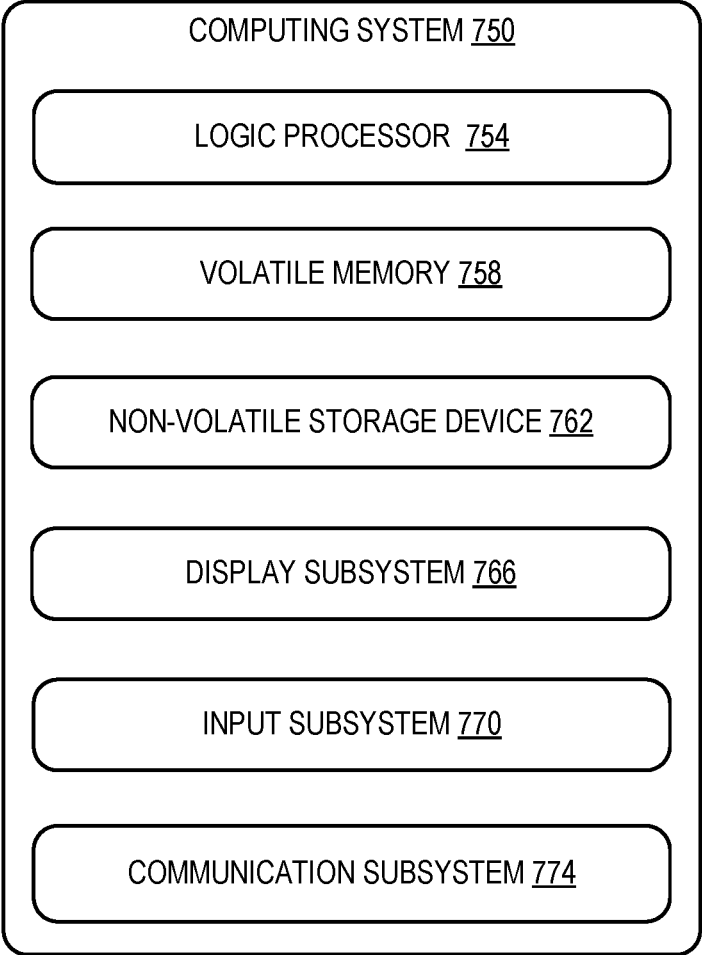 COMPUTING SYSTEM 750
LOGIC PROCESSOR 754
VOLATILE MEMORY 758
NON-VOLATILE STORAGE DEVICE 762
DISPLAY SUBSYSTEM 766
INPUT SUBSYSTEM 770
COMMUNICATION SUBSYSTEM 774